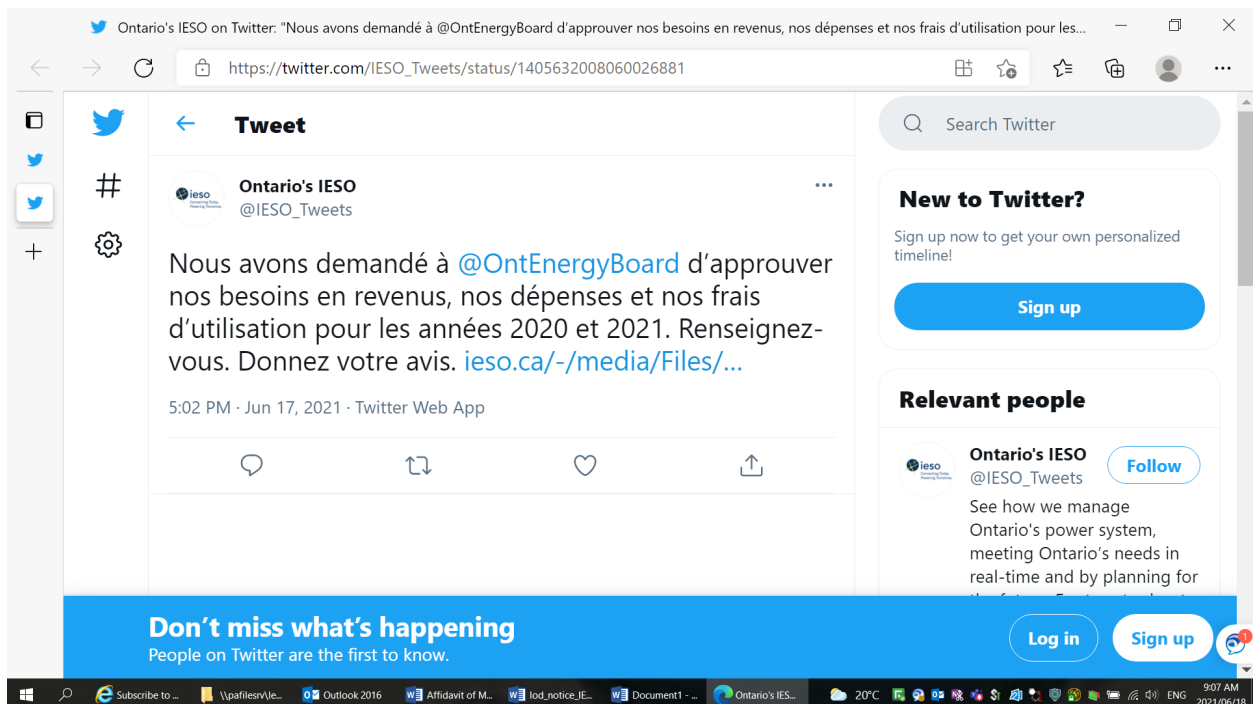 Ontario's IESO on Twitter: "Nous avons demandé à @OntEnergyBoard d'approuver nos besoins en revenus, nos dépenses et nos frais d'utilisation pour les...
https://twitter.com/IESO_Tweets/status/1405632008060026881
Tweet
Ontario's IESO
@IESO_Tweets
Nous avons demandé à @OntEnergyBoard d'approuver
nos besoins en revenus, nos dépenses et nos frais
d'utilisation pour les années 2020 et 2021. Renseignez-
vous. Donnez votre avis. ieso.ca/-/media/Files/...
5:02 PM · Jun 17, 2021 · Twitter Web App
Search Twitter
New to Twitter?
Sign up now to get your own personalized
timeline!
Sign up
Relevant people
ieso
Ontario's IESO
@IESO_Tweets
Follow
See how we manage
Ontario's power system,
meeting Ontario's needs in
real-time and by planning for
Don't miss what's happening
People on Twitter are the first to know.
Log in
Sign up
1
Subscribe to ...
\\pafilesrv\le...
Outlook 2016
Affidavit of M...
lod_notice_IE...
Document1 - ...
Ontario's IES...
20°C
ENG
9:07 AM
2021/06/18